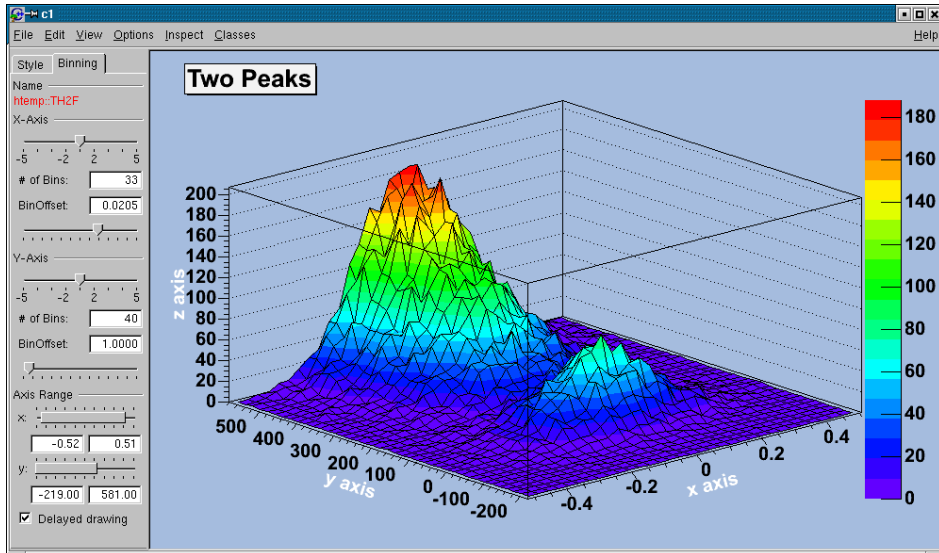 c1
File Edit View Options Inspect Classes Help
Style Binning
Name
htemp::TH2F
X-Axis
-5 -2 2 5
# of Bins: 33
BinOffset: 0.0205
Y-Axis
-5 -2 2 5
# of Bins: 40
BinOffset: 1.0000
Axis Range
x:
-0.52 0.51
y:
-219.00 581.00
Delayed drawing
Two Peaks
z axis
200
180
160
140
120
100
80
60
40
20
0
500 400 300 200 100 0 -100 -200
y axis
-0.4 -0.2 0 0.2 0.4
x axis
180
160
140
120
100
80
60
40
20
0